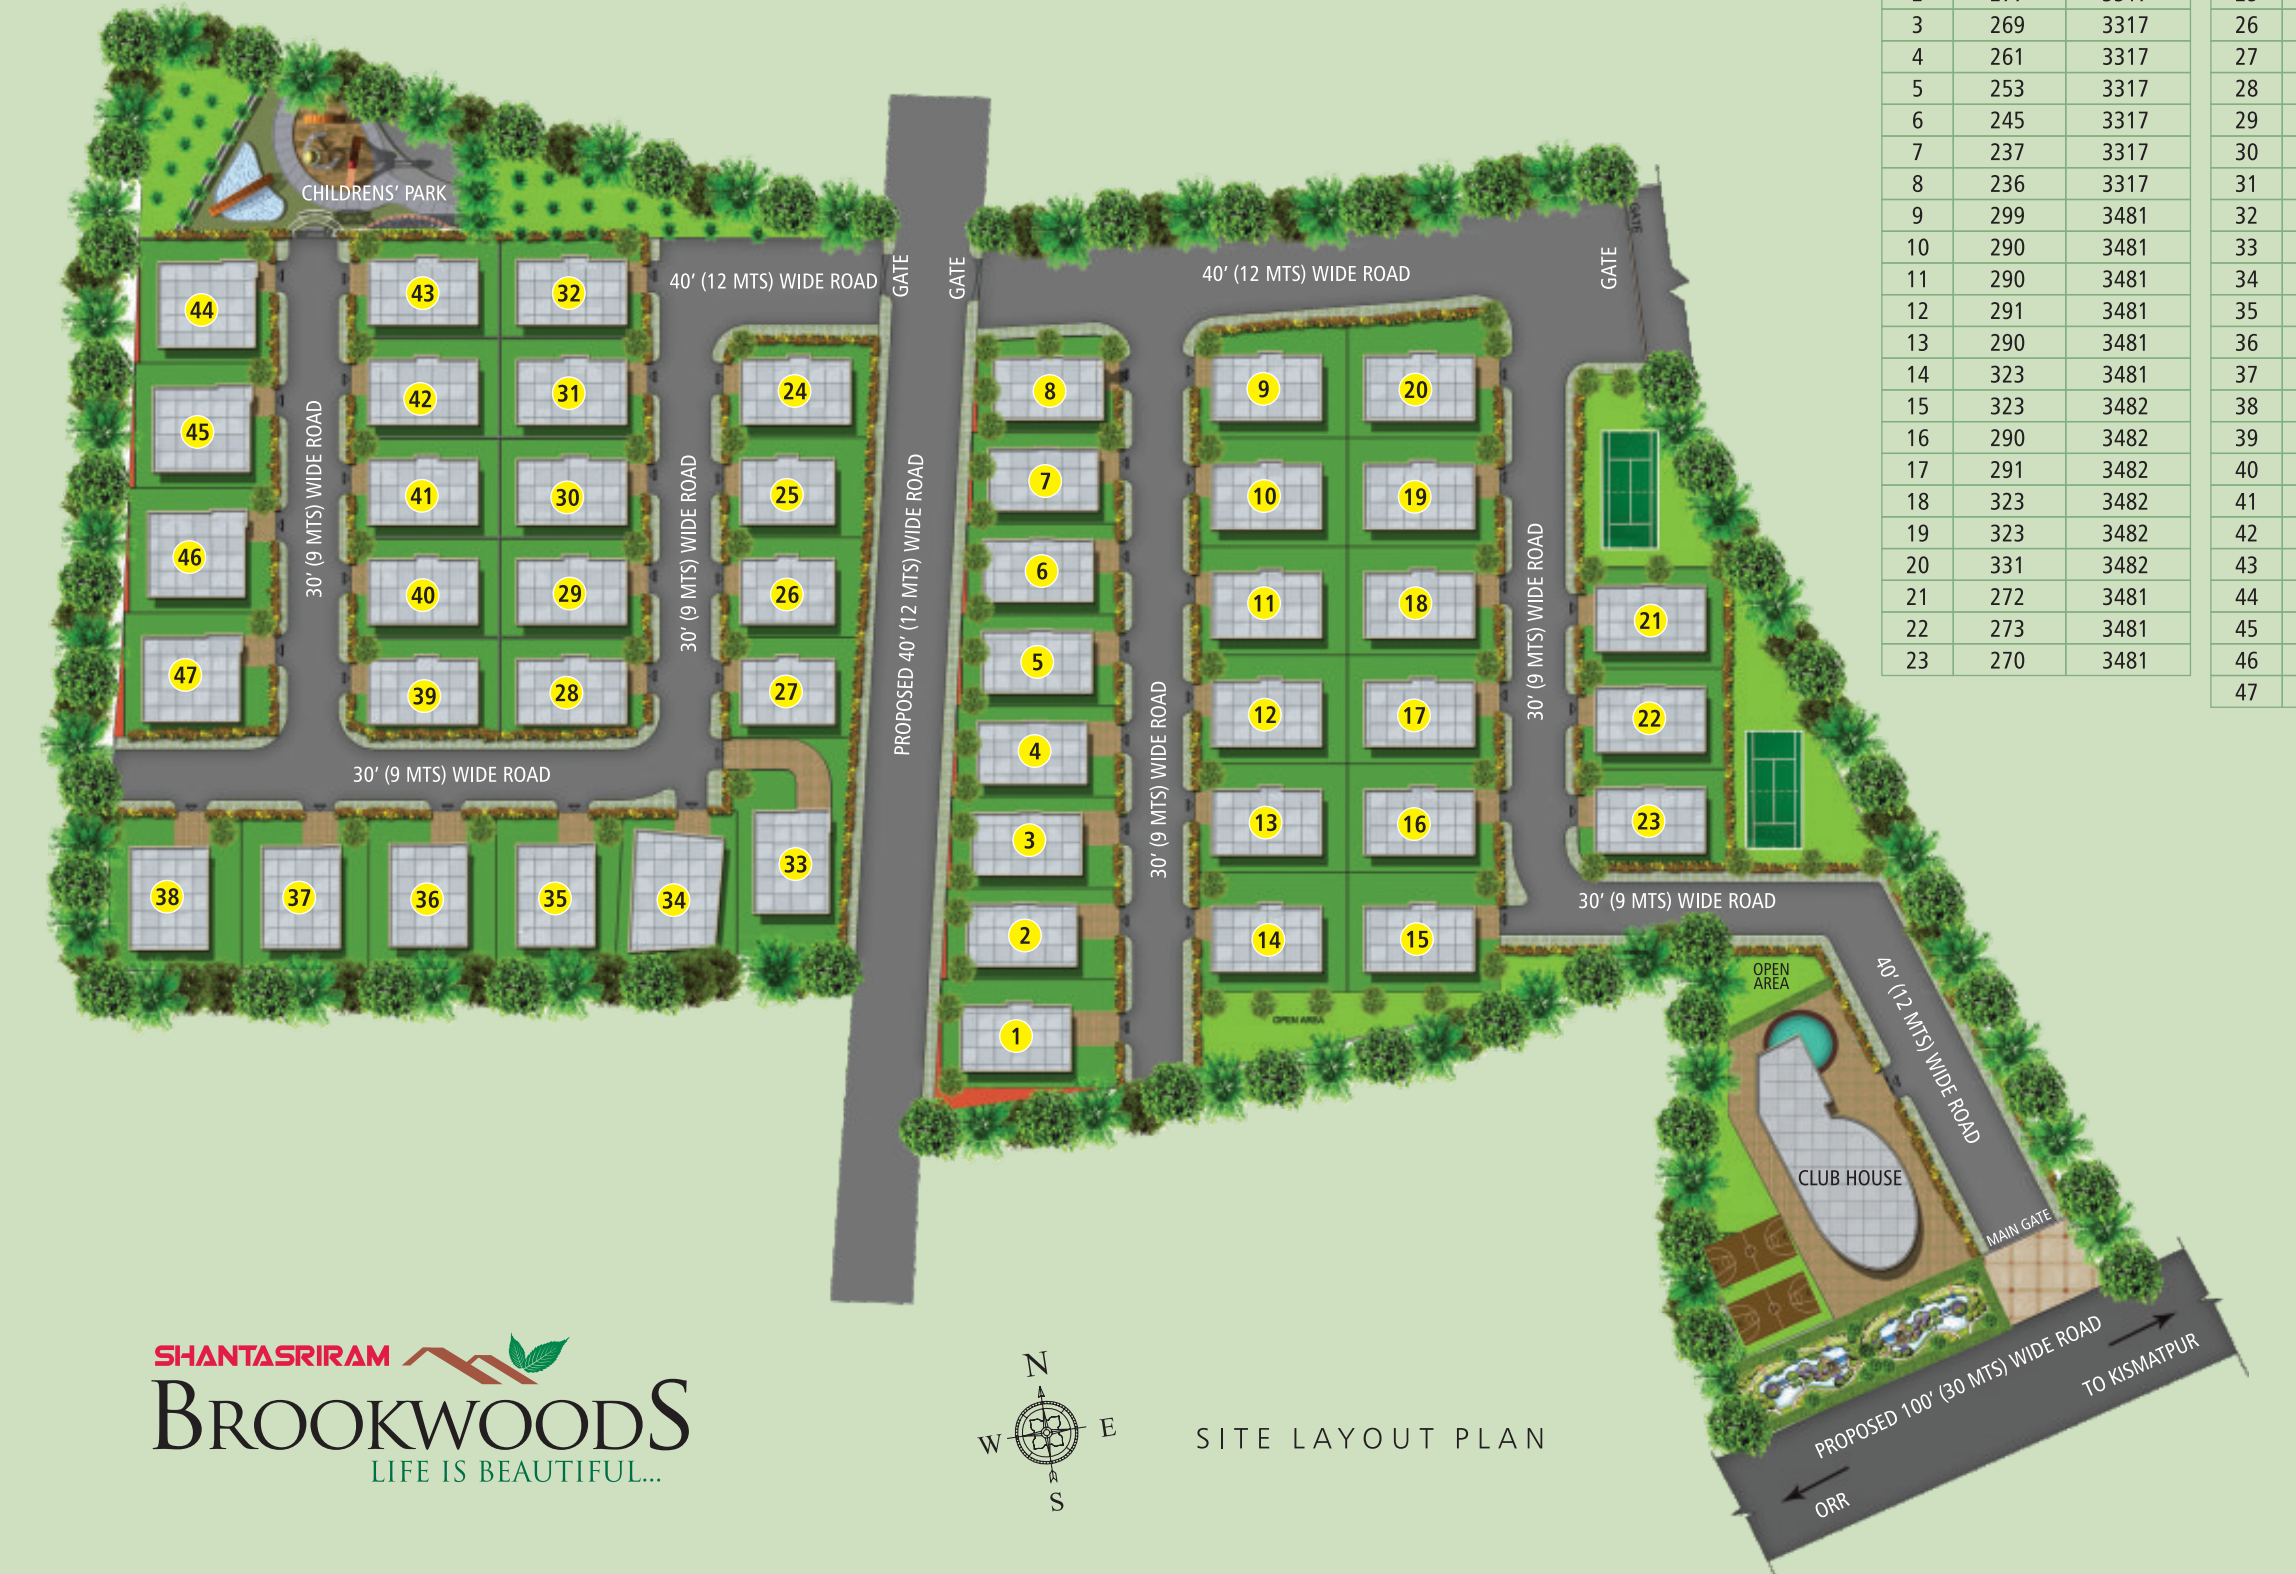 3 269 3317
4 261 3317
5 253 3317
6 245 3317
7 237 3317
8 236 3317
9 299 3481
10 290 3481
11 290 3481
12 291 3481
13 290 3481
14 323 3481
15 323 3482
16 290 3482
17 291 3482
18 323 3482
19 323 3482
20 331 3482
21 272 3481
22 273 3481
23 270 3481
26
27
28
29
30
31
32
33
34
35
36
37
38
39
40
41
42
43
44
45
46
47
CHILDRENS' PARK
40' (12 MTS) WIDE ROAD
GATE
GATE
40' (12 MTS) WIDE ROAD
GATE
GATE
44
43
32
45
42
31
24
46
41
30
25
47
40
29
26
39
28
27
30' (9 MTS) WIDE ROAD
30' (9 MTS) WIDE ROAD
30' (9 MTS) WIDE ROAD
38
37
36
35
34
33
PROPOSED 40' (12 MTS) WIDE ROAD
8
7
6
5
4
3
2
1
30' (9 MTS) WIDE ROAD
9
20
10
19
11
18
12
17
13
16
14
15
OPEN AREA
30' (9 MTS) WIDE ROAD
21
22
23
30' (9 MTS) WIDE ROAD
OPEN
AREA
40' (12 MTS) WIDE ROAD
CLUB HOUSE
MAIN GATE
PROPOSED 100' (30 MTS) WIDE ROAD
TO KISMATPUR
ORR
SHANTASRIRAM
BROOKWOODS
LIFE IS BEAUTIFUL...
N
W
E
S
SITE LAYOUT PLAN